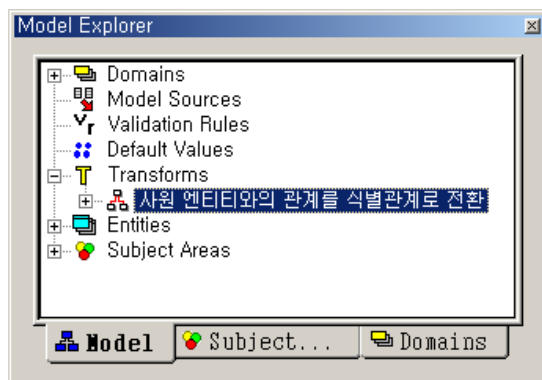 Model Explorer
Domains
Model Sources
Validation Rules
Default Values
Transforms
사원 엔티티와의 관계를 식별관계로 전환
Entities
Subject Areas
Model Subject... Domains